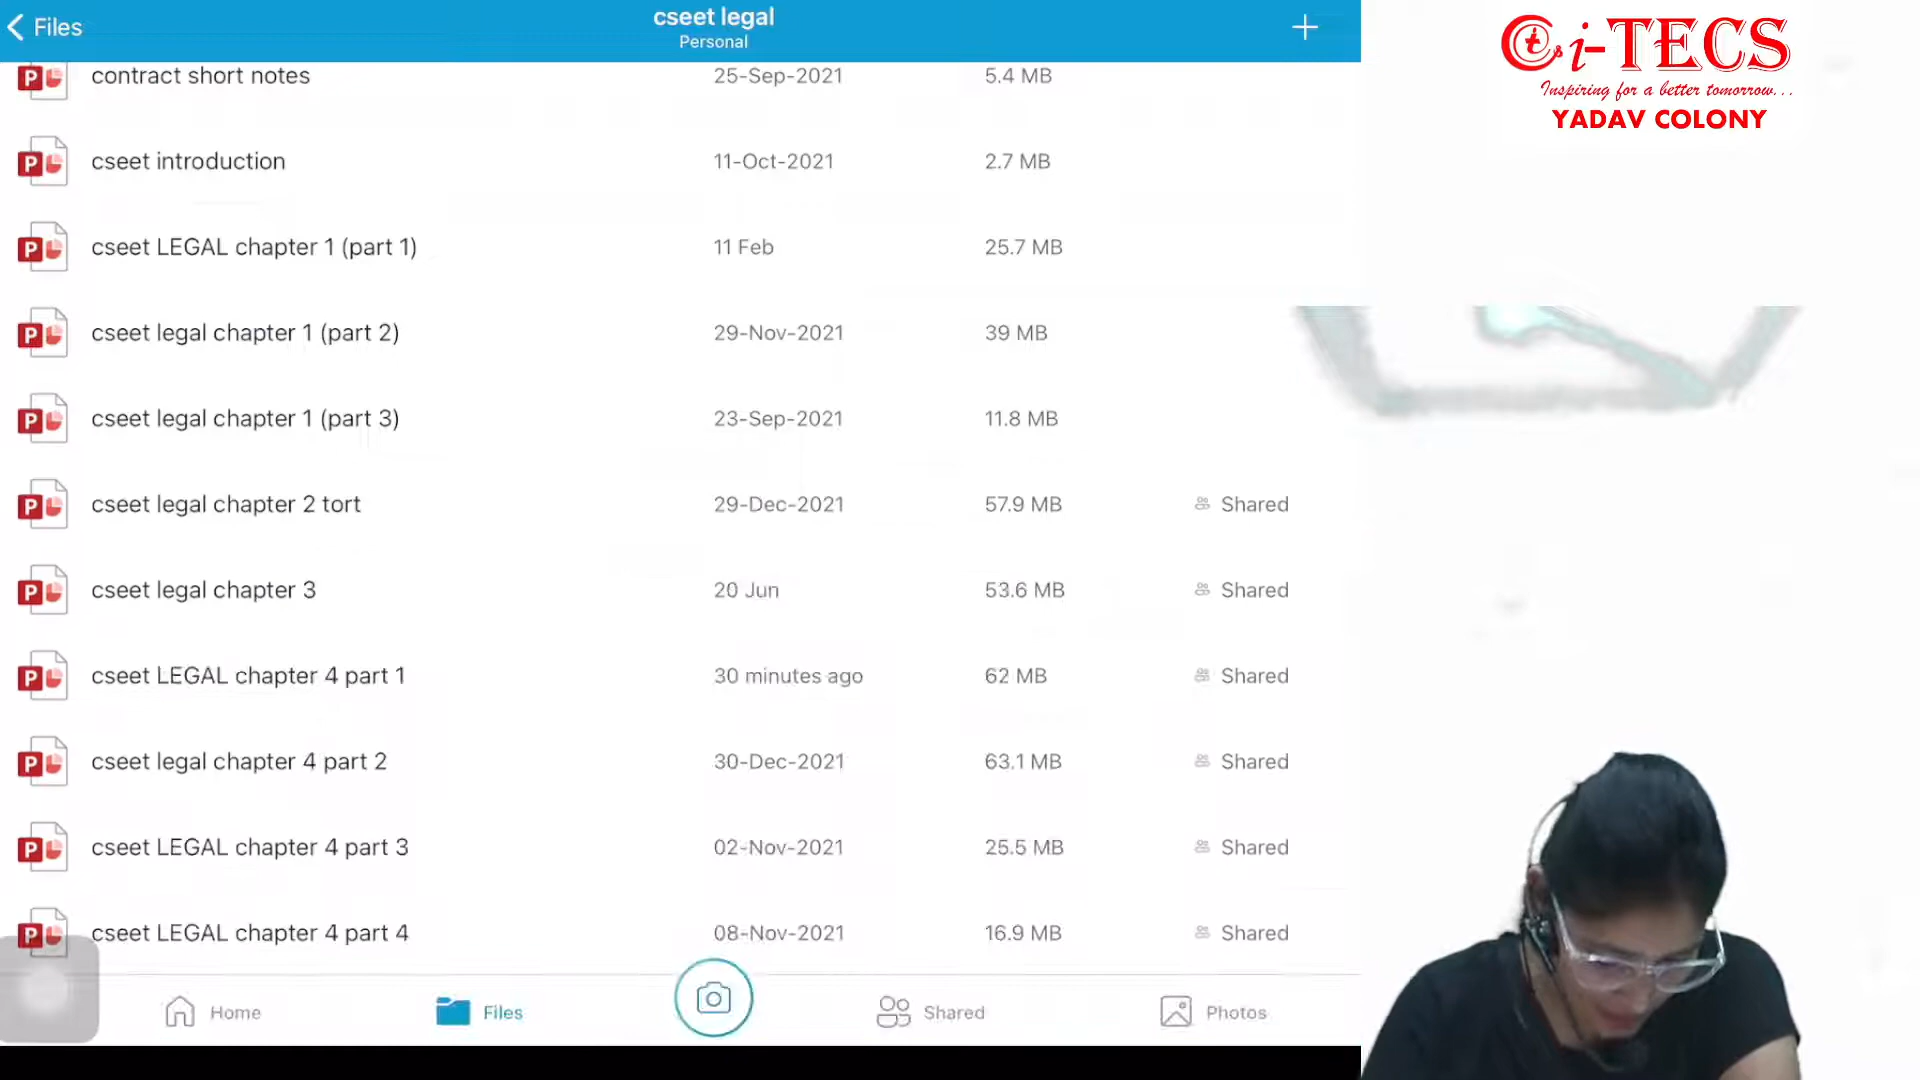 Files
cseet legal
Personal
contract short notes 25-Sep-2021 5.4 MB
cseet introduction 11-Oct-2021 2.7 MB
cseet LEGAL chapter 1 (part 1) 11 Feb 25.7 MB
cseet legal chapter 1 (part 2) 29-Nov-2021 39 MB
cseet legal chapter 1 (part 3) 23-Sep-2021 11.8 MB
cseet legal chapter 2 tort 29-Dec-2021 57.9 MB Shared
cseet legal chapter 3 20 Jun 53.6 MB Shared
cseet LEGAL chapter 4 part 1 30 minutes ago 62 MB Shared
cseet legal chapter 4 part 2 30-Dec-2021 63.1 MB Shared
cseet LEGAL chapter 4 part 3 02-Nov-2021 25.5 MB Shared
cseet LEGAL chapter 4 part 4 08-Nov-2021 16.9 MB Shared
Home Files Shared Photos
i-TECS
Inspiring for a better tomorrow...
YADAV COLONY